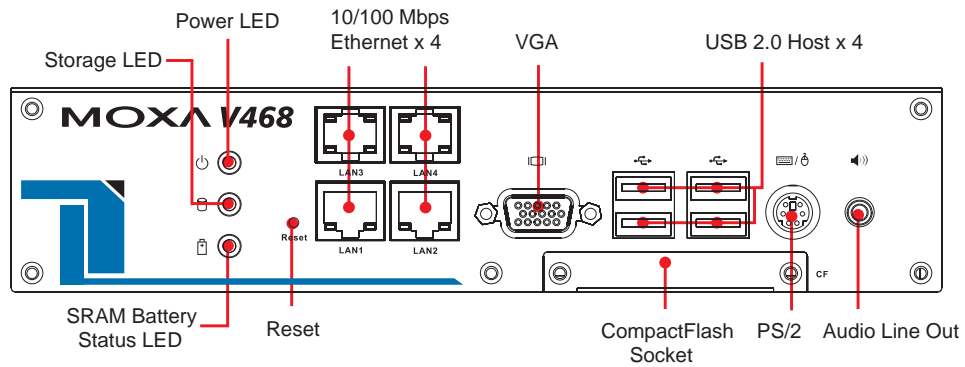 Power LED
10/100 Mbps
Ethernet x 4
VGA
USB 2.0 Host x 4
Storage LED
MOXA V468
LAN3
LAN4
Reset
LAN1
LAN2
CF
SRAM Battery
Status LED
Reset
CompactFlash
Socket
PS/2
Audio Line Out